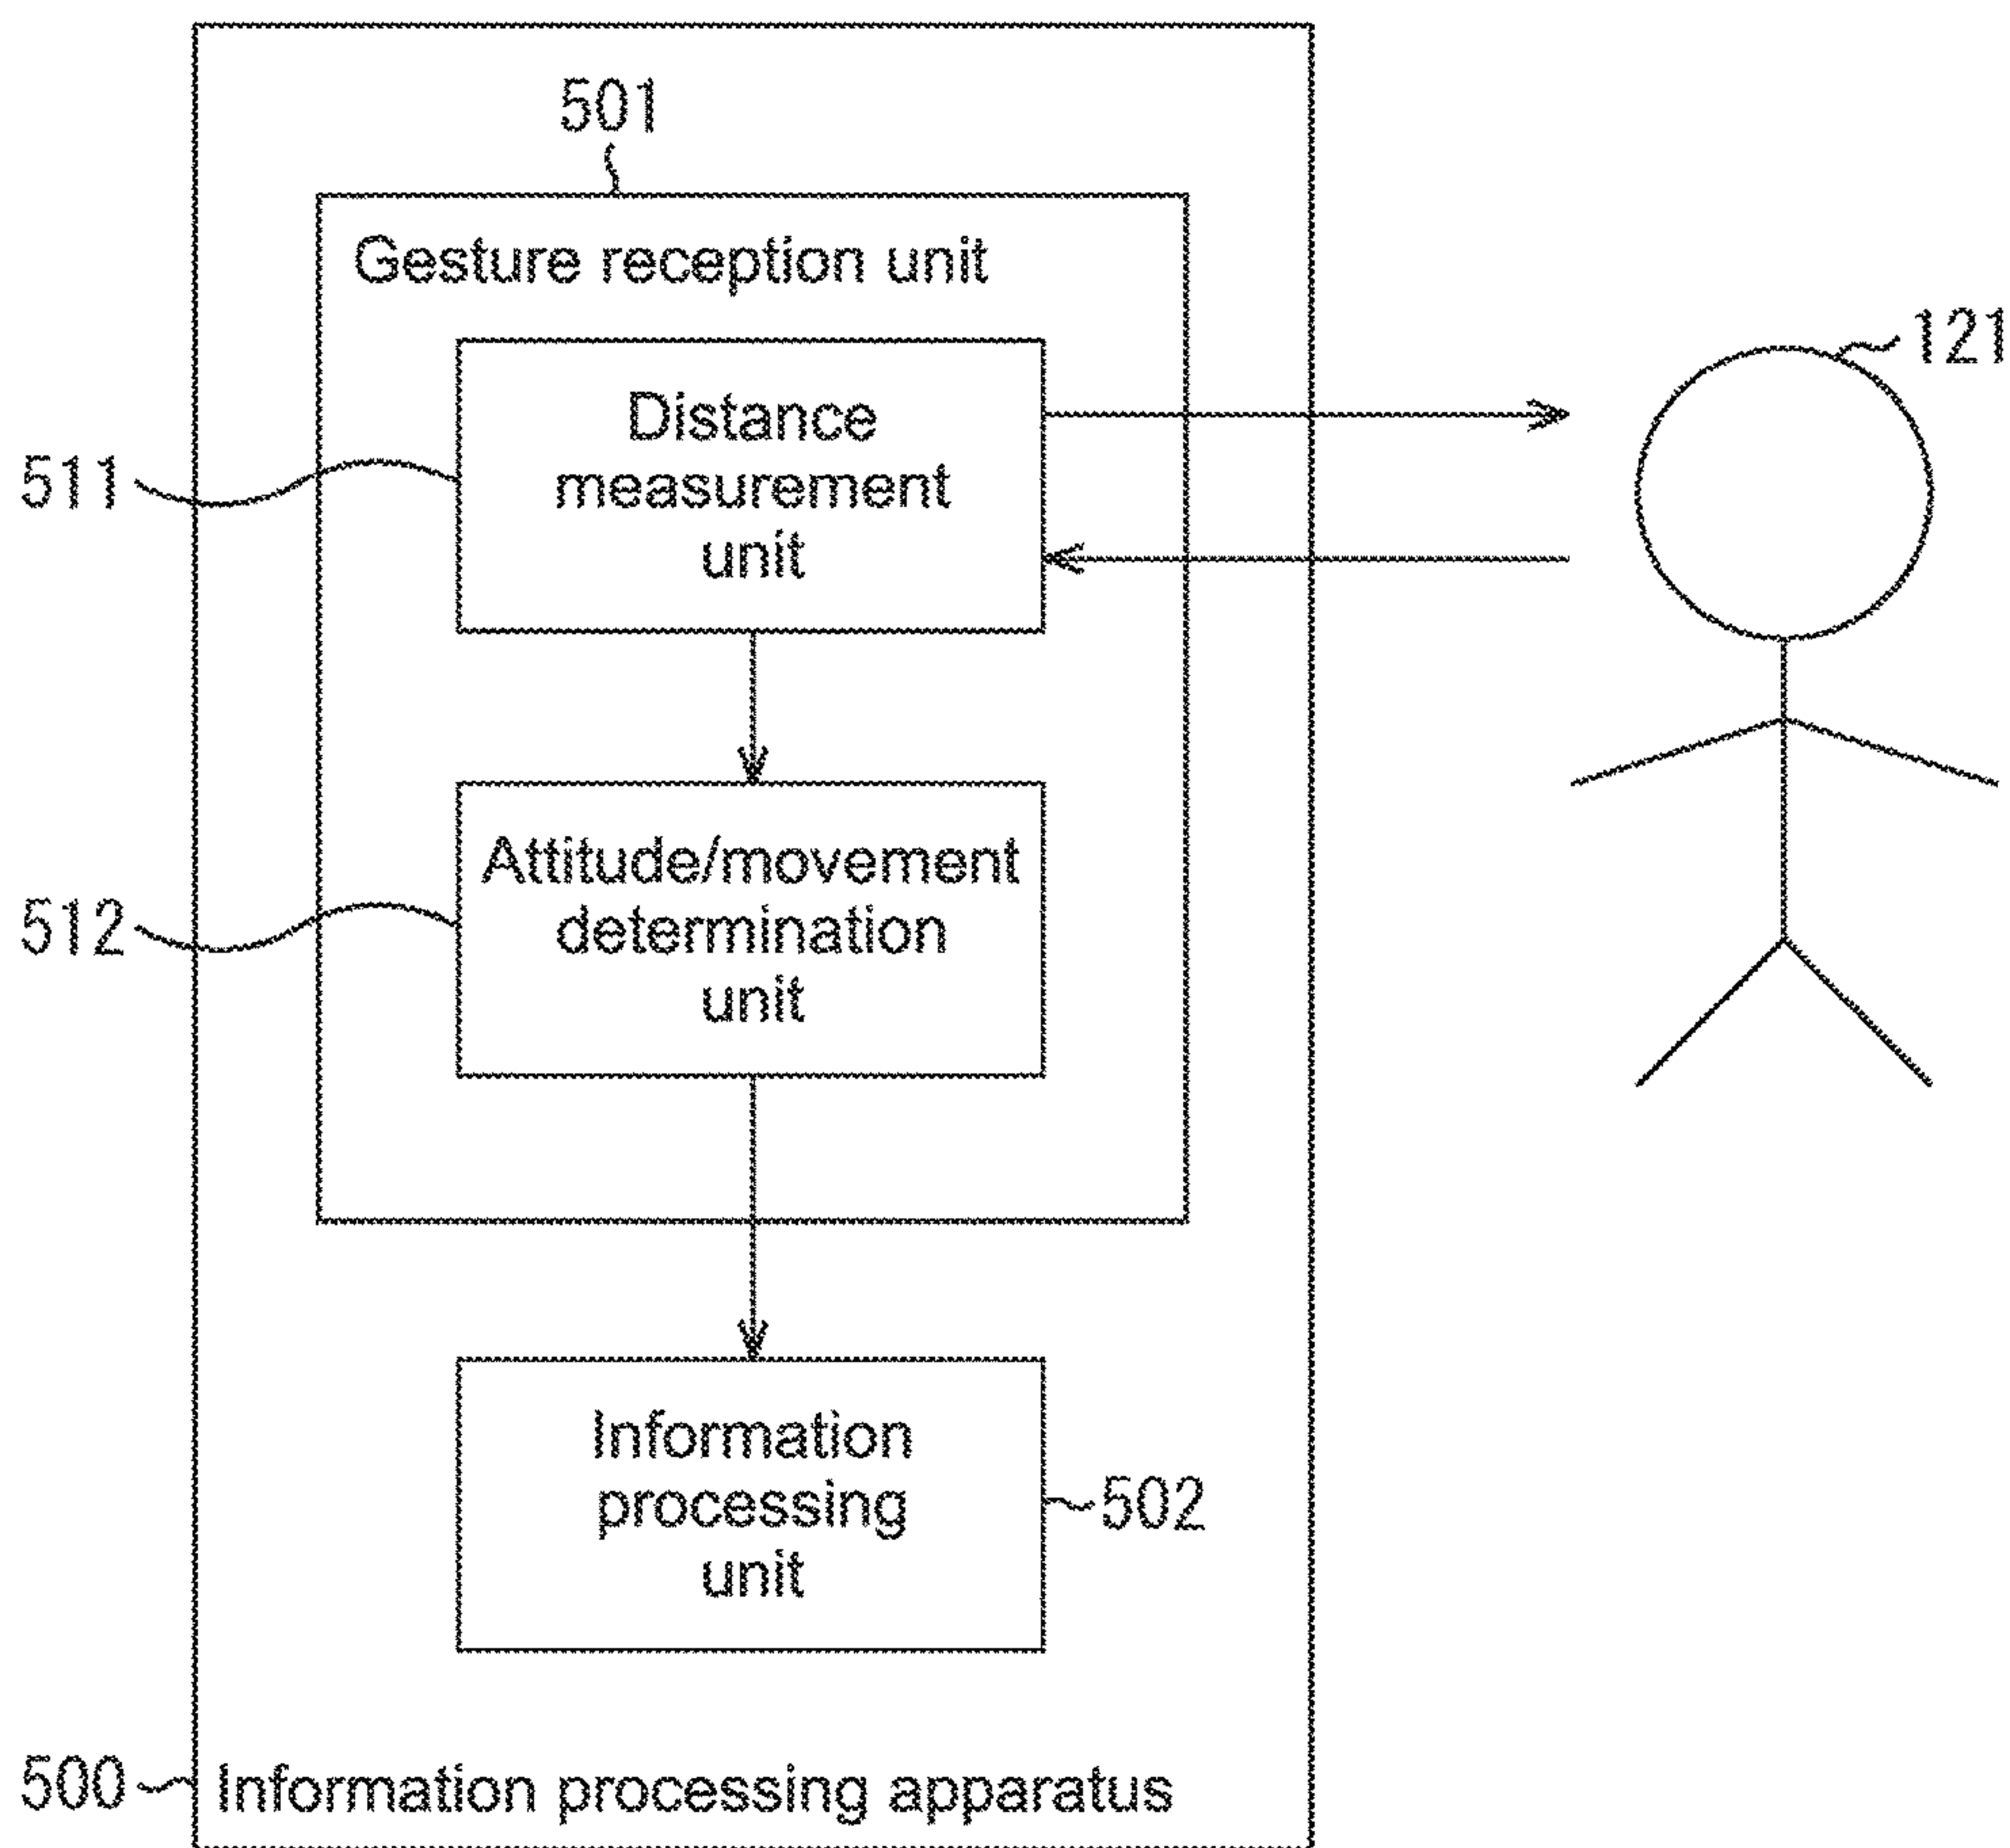 501
Gesture reception unit
121
Distance
measurement
unit
511
Attitude/movement
determination
unit
512
Information
processing
unit
502
500
Information processing apparatus